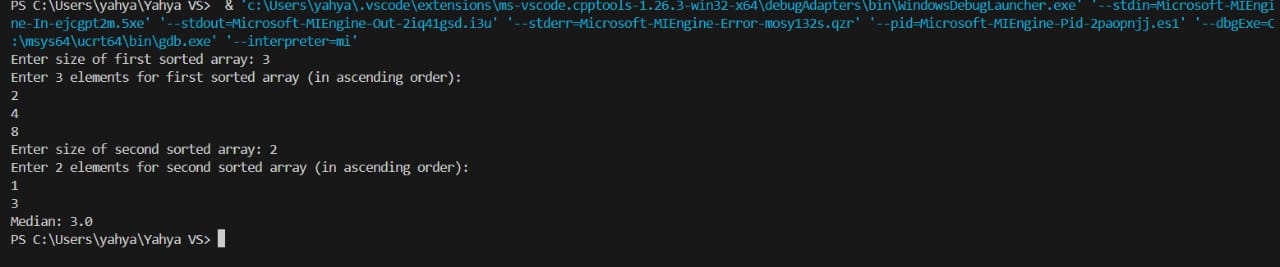 PS C:\Users\yahya\Yahya VS>  & 'c:\Users\yahya\.vscode\extensions\ms-vscode.cpptools-1.26.3-win32-x64\debugAdapters\bin\WindowsDebugLauncher.exe' '--stdin=Microsoft-MIEngi
ne-In-ejcgpt2m.5xe' '--stdout=Microsoft-MIEngine-Out-2iq41gsd.i3u' '--stderr=Microsoft-MIEngine-Error-mosy132s.qzr' '--pid=Microsoft-MIEngine-Pid-2paopnjj.es1' '--dbgExe=C
:\msys64\ucrt64\bin\gdb.exe' '--interpreter=mi'
Enter size of first sorted array: 3
Enter 3 elements for first sorted array (in ascending order):
2
4
8
Enter size of second sorted array: 2
Enter 2 elements for second sorted array (in ascending order):
1
3
Median: 3.0
PS C:\Users\yahya\Yahya VS>